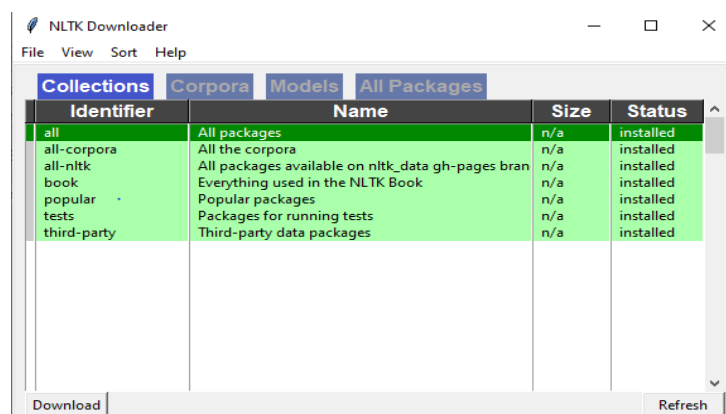 NLTK Downloader
File View Sort Help
Collections Corpora Models All Packages
Identifier Name Size Status
all All packages n/a installed
all-corpora All the corpora n/a installed
all-nltk All packages available on nltk_data gh-pages bran n/a installed
book Everything used in the NLTK Book n/a installed
popular Popular packages n/a installed
tests Packages for running tests n/a installed
third-party Third-party data packages n/a installed
Download Refresh